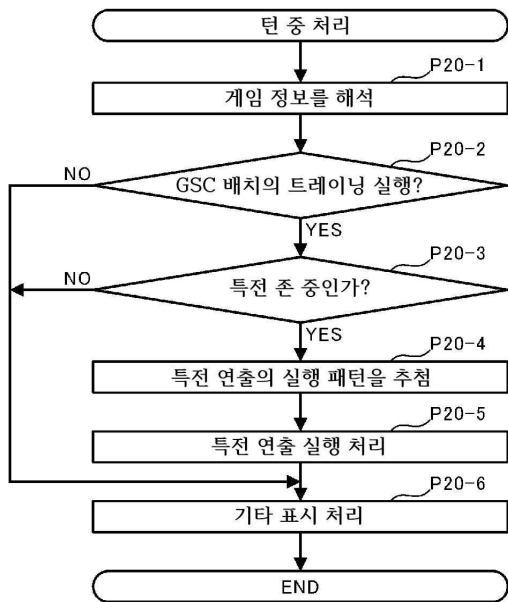 턴 중 처리
P20-1
게임 정보를 해석
P20-2
NO
GSC 배치의 트레이닝 실행?
YES
P20-3
NO
특전 존 중인가?
YES
P20-4
특전 연출의 실행 패턴을 추첨
P20-5
특전 연출 실행 처리
P20-6
기타 표시 처리
END